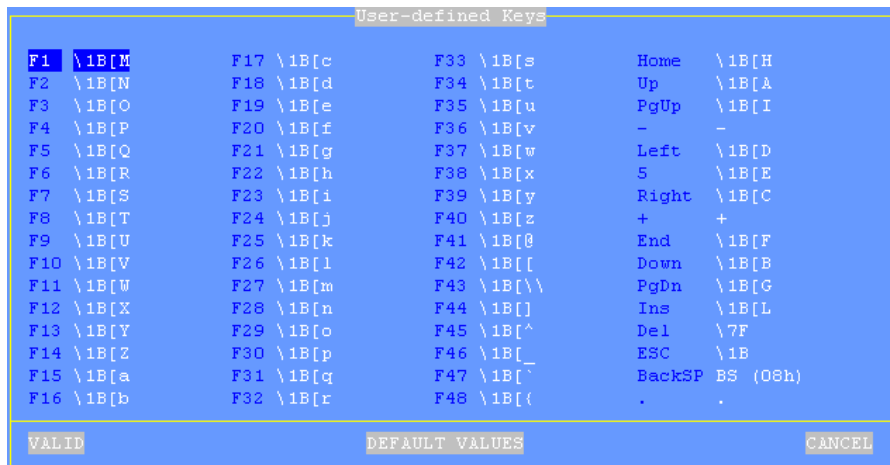 User-defined Keys
F1 \1B[M F17 \1B[c F33 \1B[s Home \1B[H
F2 \1B[N F18 \1B[d F34 \1B[t Up \1B[A
F3 \1B[O F19 \1B[e F35 \1B[u PgUp \1B[I
F4 \1B[P F20 \1B[f F36 \1B[v - -
F5 \1B[Q F21 \1B[g F37 \1B[w Left \1B[D
F6 \1B[R F22 \1B[h F38 \1B[x 5 \1B[E
F7 \1B[S F23 \1B[i F39 \1B[y Right \1B[C
F8 \1B[T F24 \1B[j F40 \1B[z + +
F9 \1B[U F25 \1B[k F41 \1B[@ End \1B[F
F10 \1B[V F26 \1B[l F42 \1B[[ Down \1B[B
F11 \1B[W F27 \1B[m F43 \1B[\\ PgDn \1B[G
F12 \1B[X F28 \1B[n F44 \1B[] Ins \1B[L
F13 \1B[Y F29 \1B[o F45 \1B[^ Del \7F
F14 \1B[Z F30 \1B[p F46 \1B[_ ESC \1B
F15 \1B[a F31 \1B[q F47 \1B[` BackSP BS (08h)
F16 \1B[b F32 \1B[r F48 \1B[{ . .
VALID DEFAULT VALUES CANCEL